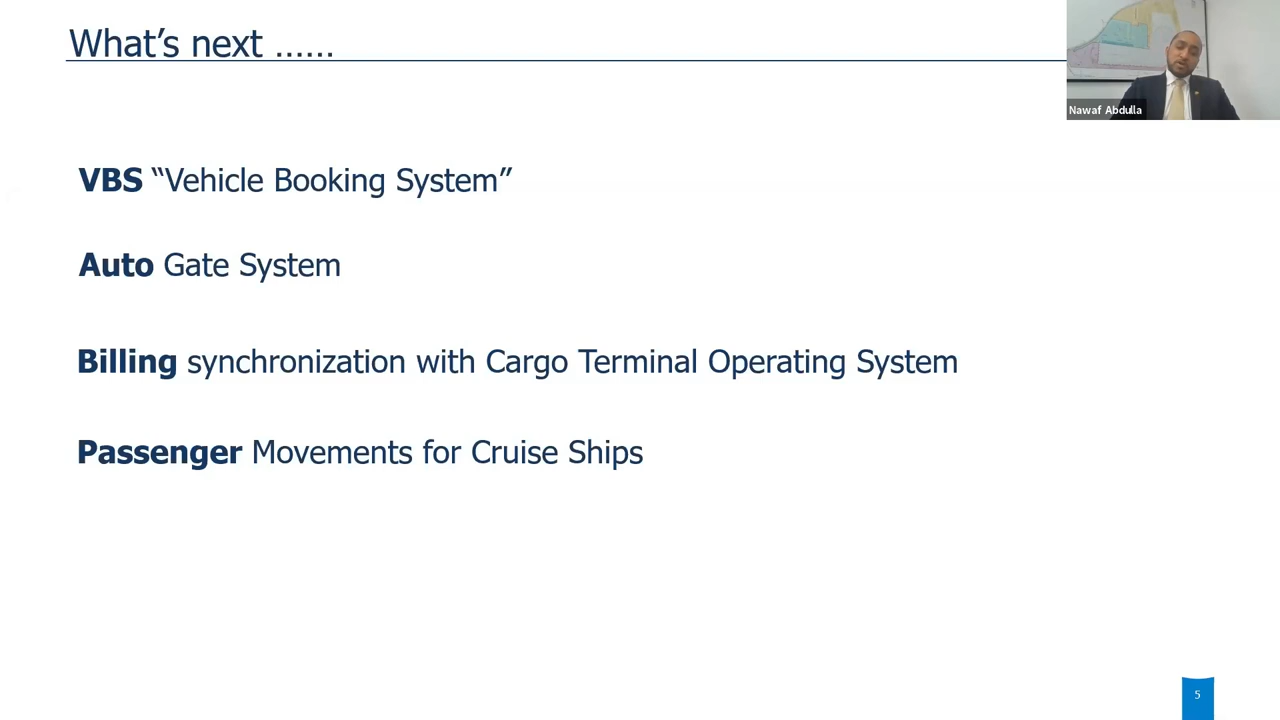 What’s next ......
Nawaf Abdulla
VBS “Vehicle Booking System”
Auto Gate System
Billing synchronization with Cargo Terminal Operating System
Passenger Movements for Cruise Ships
5